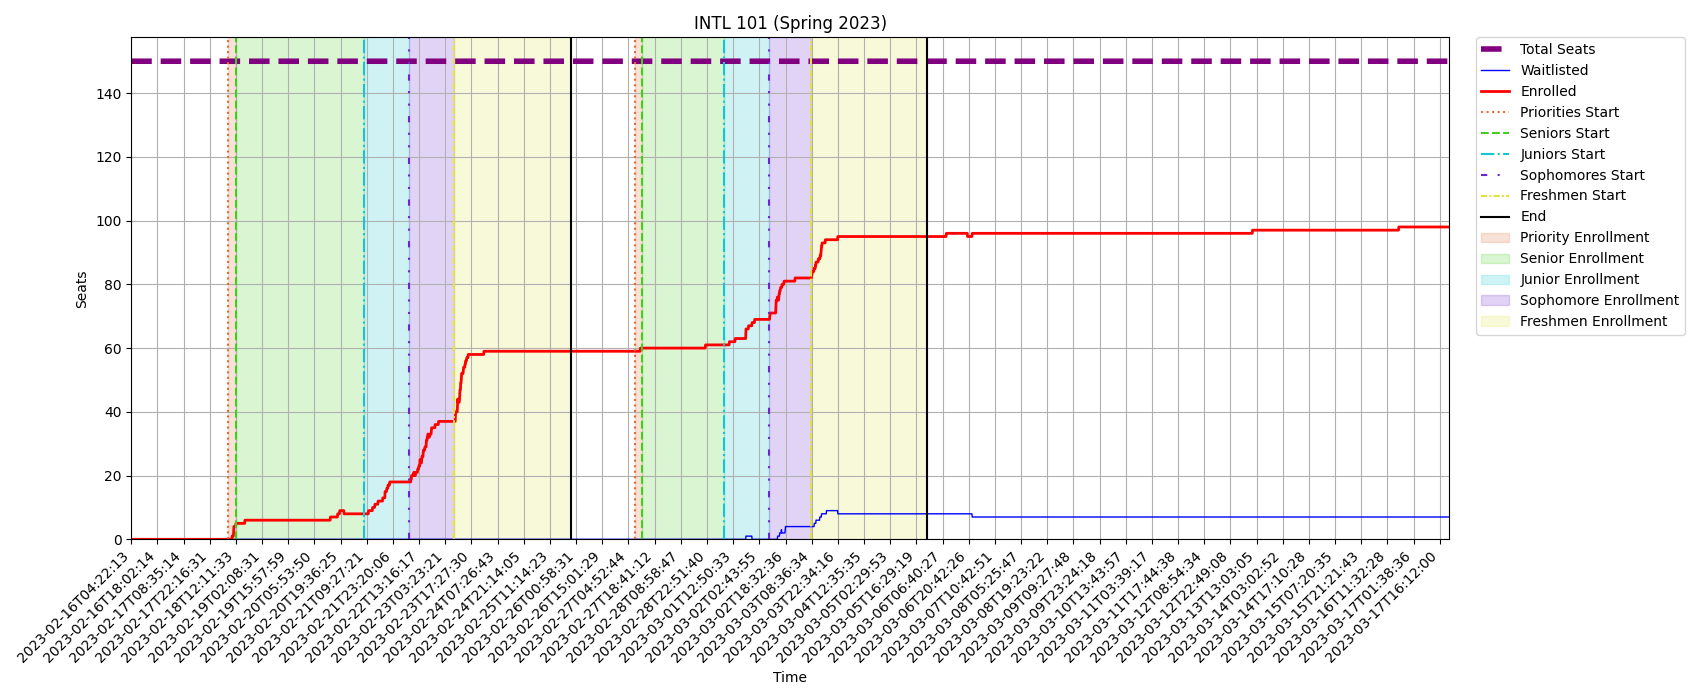 INTL 101 (Spring 2023)
Seats
140
120
100
80
60
40
20
0
2023-02-16T04:22:13
2023-02-16T18:02:14
2023-02-17T08:35:14
2023-02-17T22:16:31
2023-02-18T12:11:33
2023-02-19T02:08:31
2023-02-19T15:57:59
2023-02-20T05:53:50
2023-02-20T19:36:25
2023-02-21T09:27:21
2023-02-21T23:20:06
2023-02-22T13:16:17
2023-02-23T03:23:21
2023-02-24T07:27:30
2023-02-24T07:26:43
2023-02-24T21:14:05
2023-02-25T11:14:23
2023-02-26T00:58:31
2023-02-26T15:01:29
2023-02-27T04:52:44
2023-02-27T18:41:12
2023-02-28T08:58:47
2023-02-28T22:51:40
2023-03-01T12:50:33
2023-03-02T02:43:55
2023-03-02T18:32:36
2023-03-03T08:36:34
2023-03-03T22:34:16
2023-03-04T12:35:35
2023-03-05T02:29:53
2023-03-05T16:29:19
2023-03-06T06:40:27
2023-03-06T20:42:26
2023-03-07T10:42:51
2023-03-08T05:25:47
2023-03-08T19:23:22
2023-03-09T09:27:48
2023-03-09T23:24:18
2023-03-10T13:43:57
2023-03-11T03:39:17
2023-03-11T17:44:38
2023-03-12T08:54:34
2023-03-12T22:49:08
2023-03-13T13:03:05
2023-03-14T03:02:52
2023-03-14T17:10:28
2023-03-15T07:20:35
2023-03-15T21:21:43
2023-03-16T11:32:28
2023-03-17T01:38:36
2023-03-17T16:12:00
Time
Total Seats
Waitlisted
Enrolled
Priorities Start
Seniors Start
Juniors Start
Sophomores Start
Freshmen Start
End
Priority Enrollment
Senior Enrollment
Junior Enrollment
Sophomore Enrollment
Freshmen Enrollment